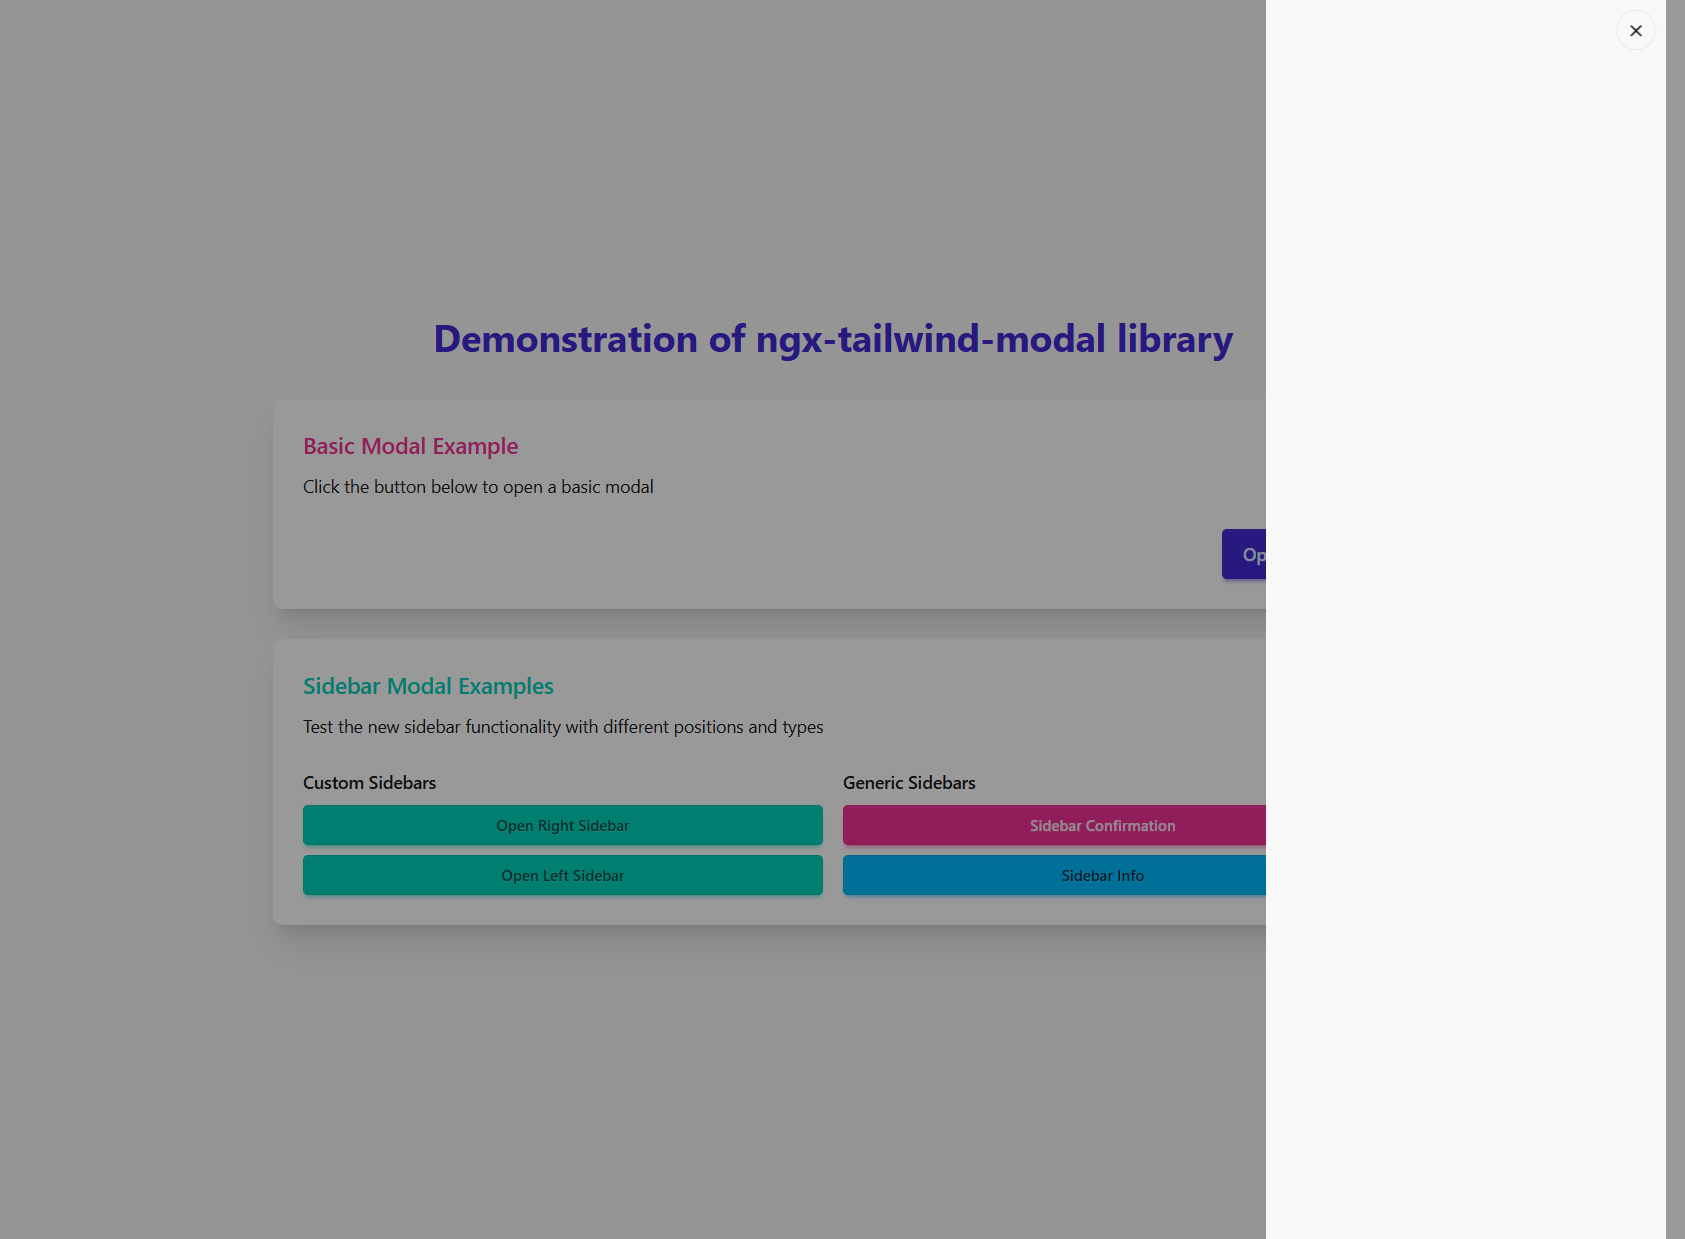 Demonstration of ngx-tailwind-modal library
Basic Modal Example
Click the button below to open a basic modal
Op
Sidebar Modal Examples
Test the new sidebar functionality with different positions and types
Custom Sidebars
Generic Sidebars
Open Right Sidebar
Sidebar Confirmation
Open Left Sidebar
Sidebar Info